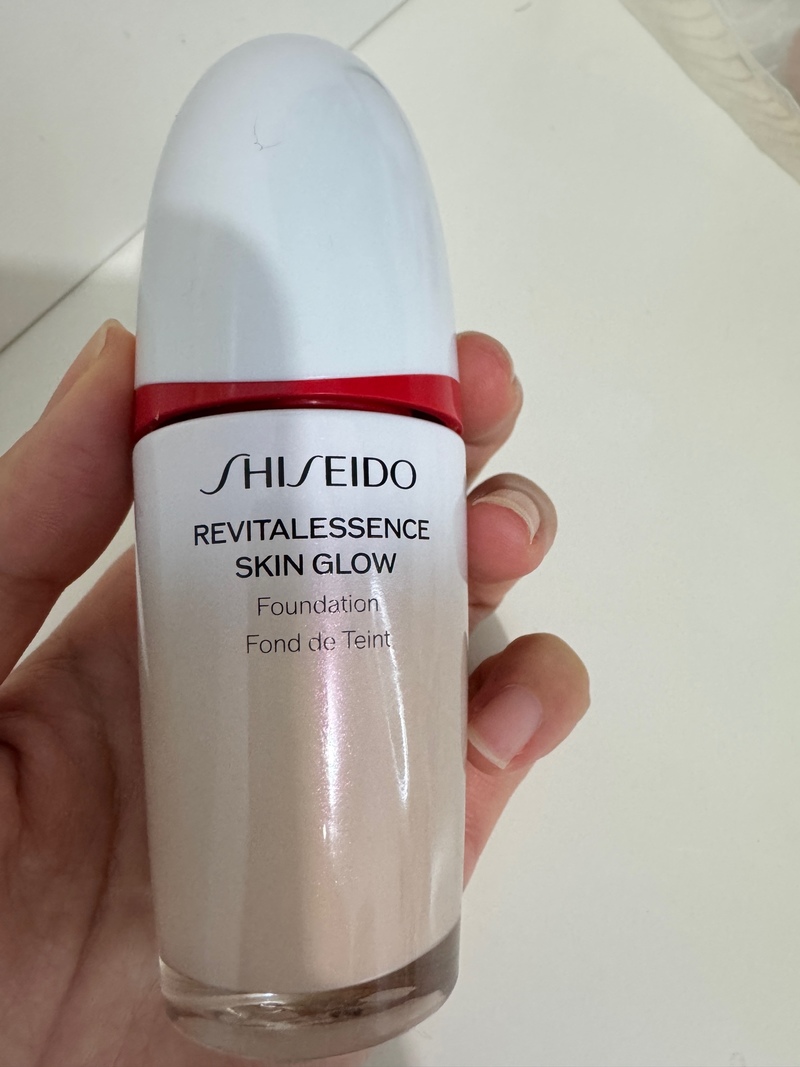 SHISEIDO
REVITALESSENCE
SKIN GLOW
Foundation
Fond de Teint